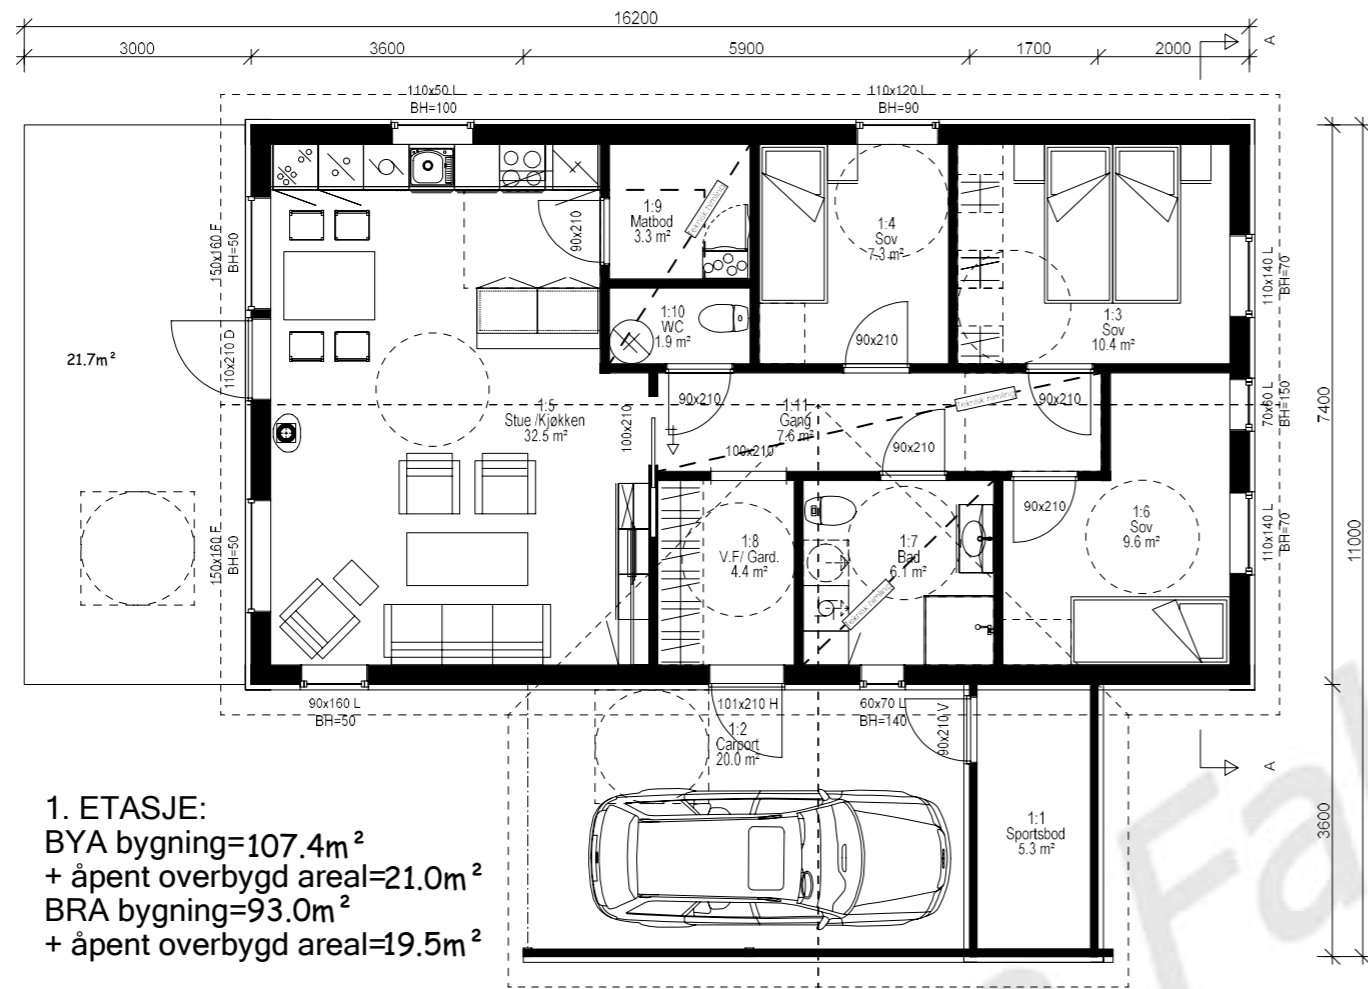 16200
3000
3600
5900
1700
2000
A
110x50 L
BH=100
110x120 L
BH=90
150x160 F
BH=50
90x210
1:9
Matbod
3.3 m²
teknisk himling
1:4
Sov
7.3 m²
1:3
Sov
10.4 m²
110x140 L
BH=70
1:10
WC
1.9 m²
90x210
21.7m²
110x210 D
1:5
Stue /Kjøkken
32.5 m²
100x210
90x210
1:11
Gang
7.6 m²
100x210
90x210
teknisk himling
90x210
70x60 L
BH=150
7400
11000
150x160 F
BH=50
1:8
V.F/ Gard.
4.4 m²
1:7
Bad
6.1 m²
teknisk himling
90x210
1:6
Sov
9.6 m²
110x140 L
BH=70
90x160 L
BH=50
101x210 H
60x70 L
BH=140
90x210 V
1:2
Carport
20.0 m²
A
1:1
Sportsbod
5.3 m²
3600
1. ETASJE:
BYA bygning=107.4m²
+ åpent overbygd areal=21.0m²
BRA bygning=93.0m²
+ åpent overbygd areal=19.5m²